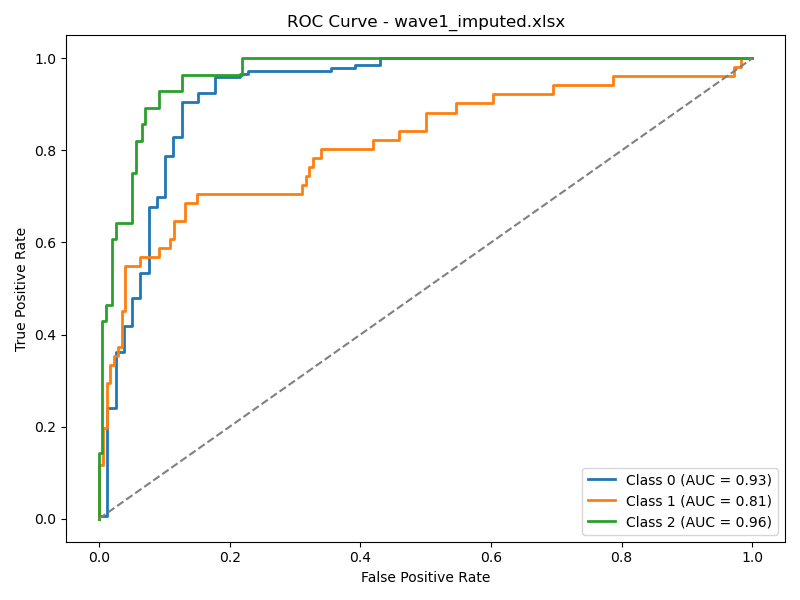 ROC Curve - wave1_imputed.xlsx
True Positive Rate
1.0
0.8
0.6
0.4
0.2
0.0
Class 0 (AUC = 0.93)
Class 1 (AUC = 0.81)
Class 2 (AUC = 0.96)
0.0 0.2 0.4 0.6 0.8 1.0
False Positive Rate